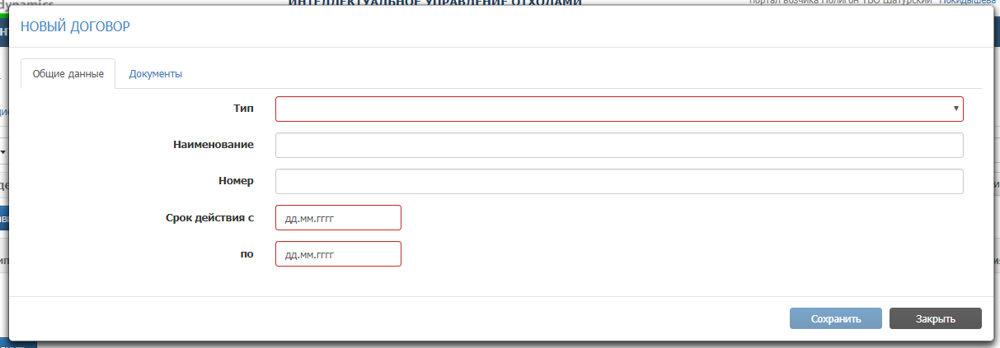 dynamics
ИНТЕЛЛЕКТУАЛЬНОЕ УПРАВЛЕНИЕ ОТХОДАМИ
портал возчика Полигон ТБО Шатурский Покидышева
НОВЫЙ ДОГОВОР
Общие данные Документы
Тип
Наименование
Номер
Срок действия с дд.мм.гггг
по дд.мм.гггг
Сохранить Закрыть